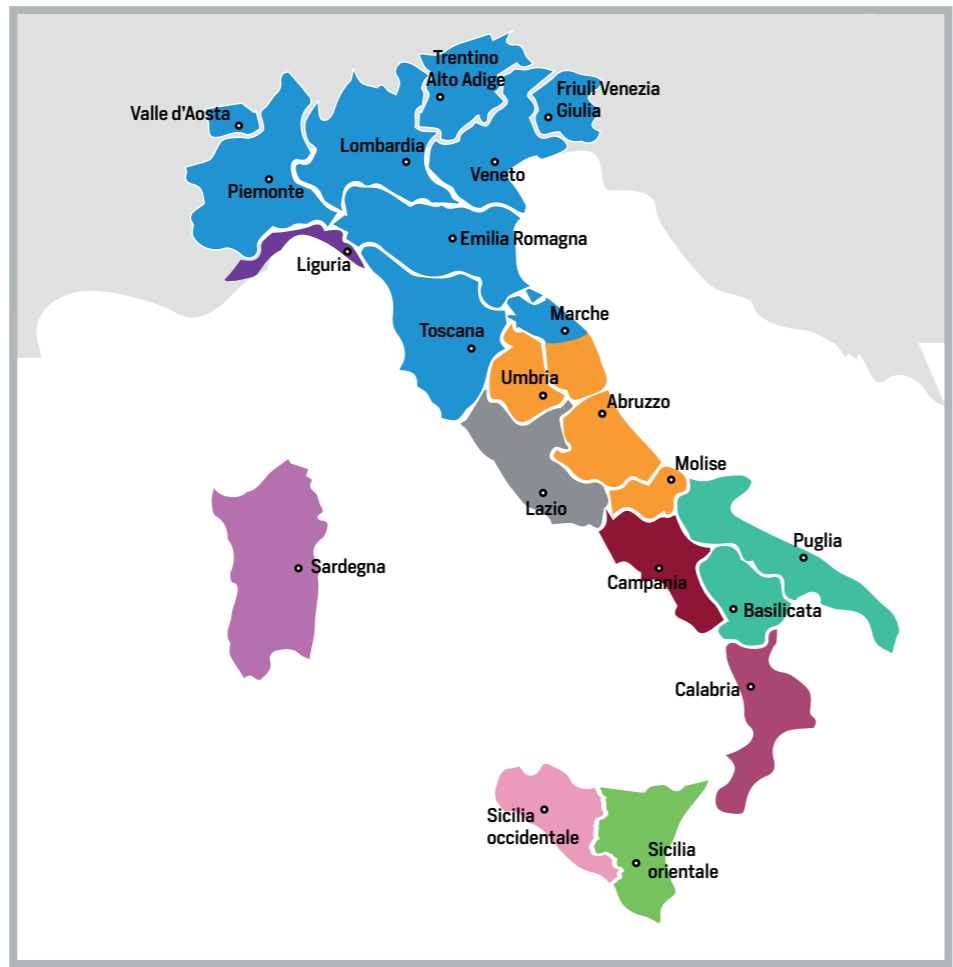 Trentino
Alto Adige
Friuli Venezia
Giulia
Valle d'Aosta
Lombardia
Veneto
Piemonte
Emilia Romagna
Liguria
Marche
Toscana
Umbria
Abruzzo
Molise
Lazio
Puglia
Sardegna
Campania
Basilicata
Calabria
Sicilia
occidentale
Sicilia
orientale